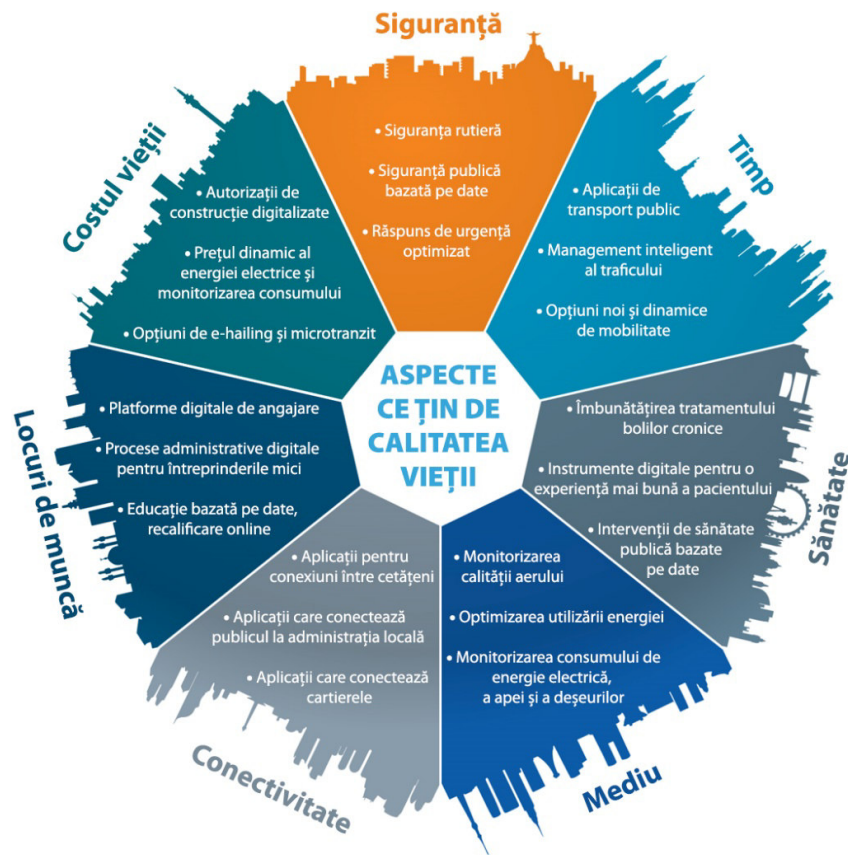 Siguranță
• Siguranța rutieră
• Siguranță publică
bazată pe date
• Răspuns de urgență
optimizat
Timp
• Aplicații de
transport public
• Management inteligent
al traficului
• Opțiuni noi și dinamice
de mobilitate
Sănătate
• Îmbunătățirea tratamentului
bolilor cronice
• Instrumente digitale pentru o
experiență mai bună a pacientului
• Intervenții de sănătate
publică bazate
pe date
Mediu
• Monitorizarea
calității aerului
• Optimizarea utilizării energiei
• Monitorizarea consumului de
energie electrică,
a apei și a deșeurilor
Conectivitate
• Aplicații pentru
conexiuni între cetățeni
• Aplicații care conectează
publicul la administrația locală
• Aplicații care conectează
cartierele
Locuri de muncă
• Platforme digitale de angajare
• Procese administrative digitale
pentru întreprinderile mici
• Educație bazată pe date,
recalificare online
Costul vieții
• Autorizații de
construcție digitalizate
• Prețul dinamic al
energiei electrice și
monitorizarea consumului
• Opțiuni de e-hailing și microtranzit
ASPECTE
CE ȚIN DE
CALITATEA
VIEȚII